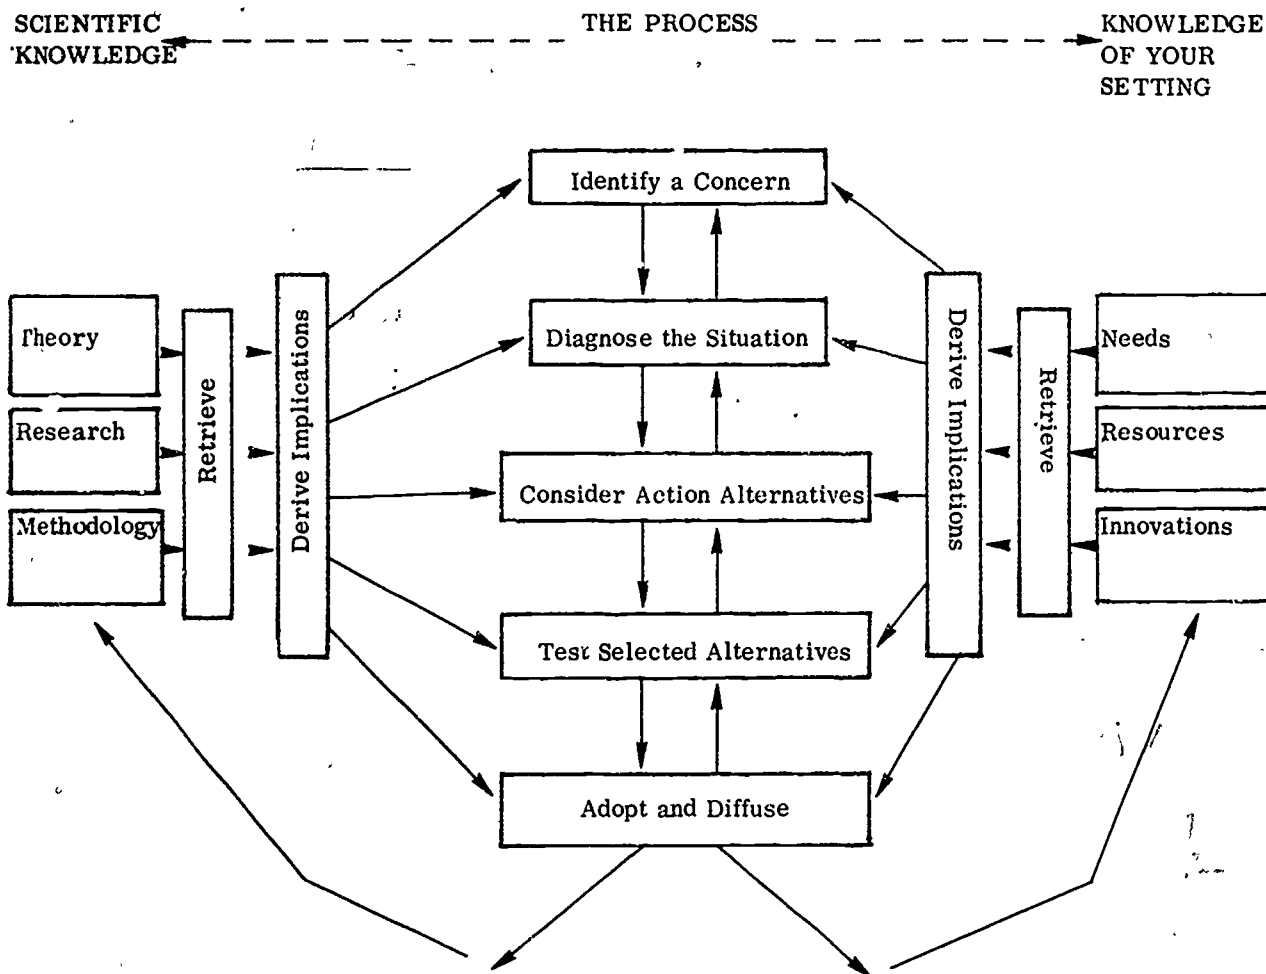 SCIENTIFIC
KNOWLEDGE
THE PROCESS
KNOWLEDGE
OF YOUR
SETTING
Identify a Concern
Diagnose the Situation
Consider Action Alternatives
Test Selected Alternatives
Adopt and Diffuse
Theory
Research
Methodology
Retrieve
Derive Implications
Derive Implications
Retrieve
Needs
Resources
Innovations